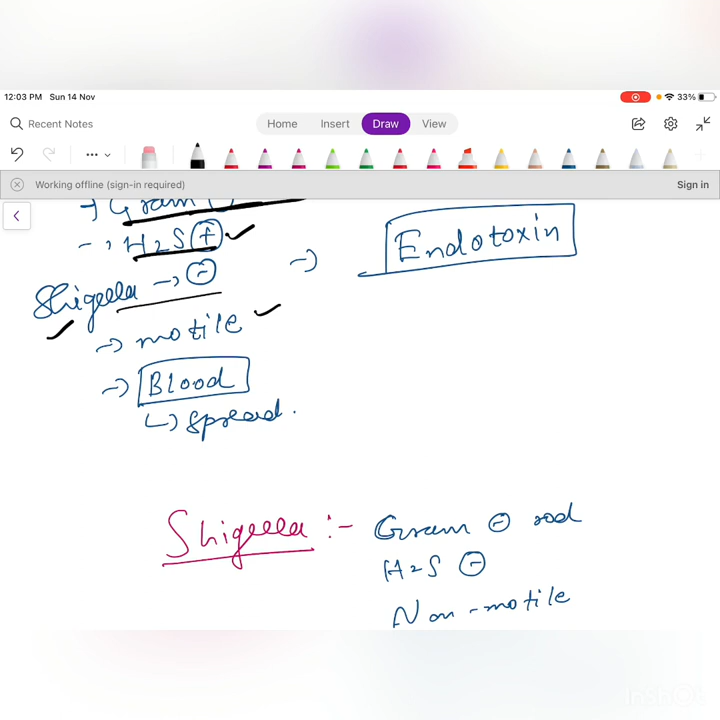 12:03 PM Sun 14 Nov
33%
Recent Notes
Home Insert Draw View
Working offline (sign-in required)
Sign in
→ Gram
→ H2S (+)
Endotoxin
Shigella → (-)
→ motile
→ Blood
↳ Spread.
Shigella :- Gram (-) rod
H2S (-)
Non-motile
InShot